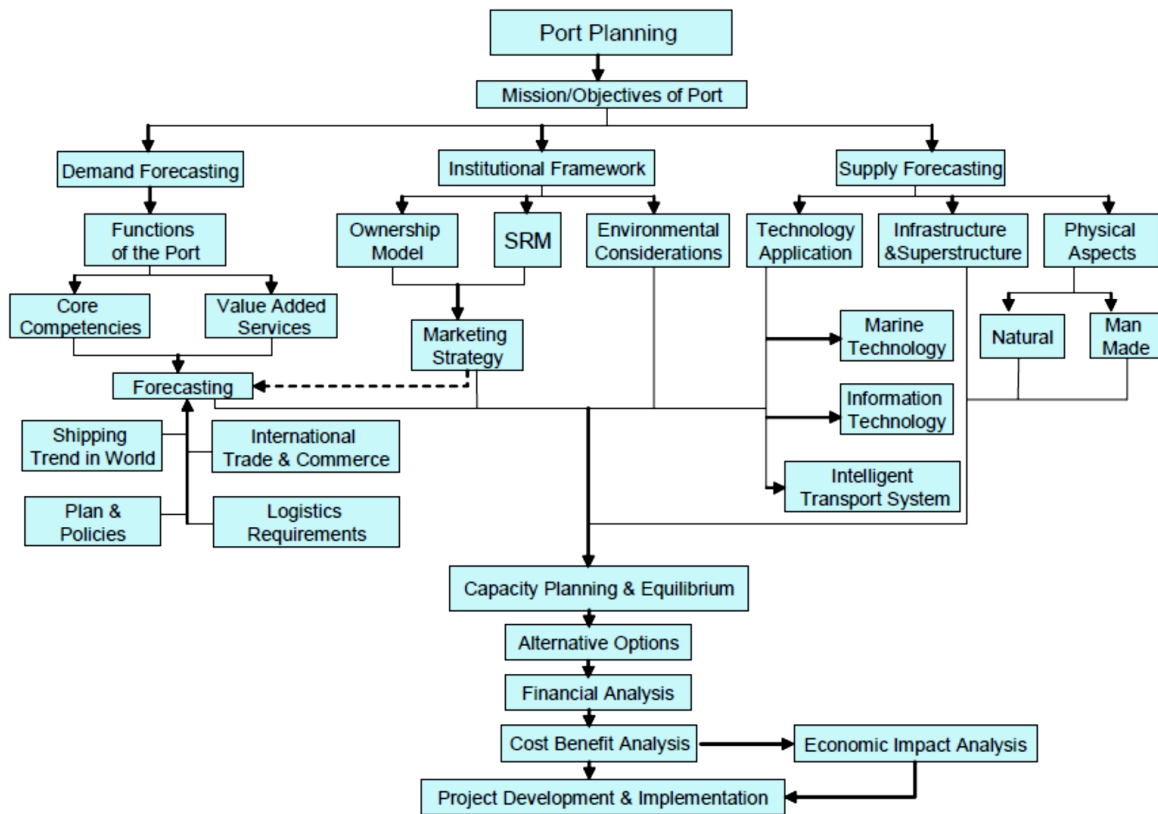 Port Planning
Mission/Objectives of Port
Demand Forecasting
Institutional Framework
Supply Forecasting
Functions
of the Port
Ownership
Model
SRM
Environmental
Considerations
Technology
Application
Infrastructure
&Superstructure
Physical
Aspects
Core
Competencies
Value Added
Services
Marketing
Strategy
Marine
Technology
Natural
Man
Made
Forecasting
Information
Technology
Shipping
Trend in World
International
Trade & Commerce
Intelligent
Transport System
Plan &
Policies
Logistics
Requirements
Capacity Planning & Equilibrium
Alternative Options
Financial Analysis
Cost Benefit Analysis
Economic Impact Analysis
Project Development & Implementation